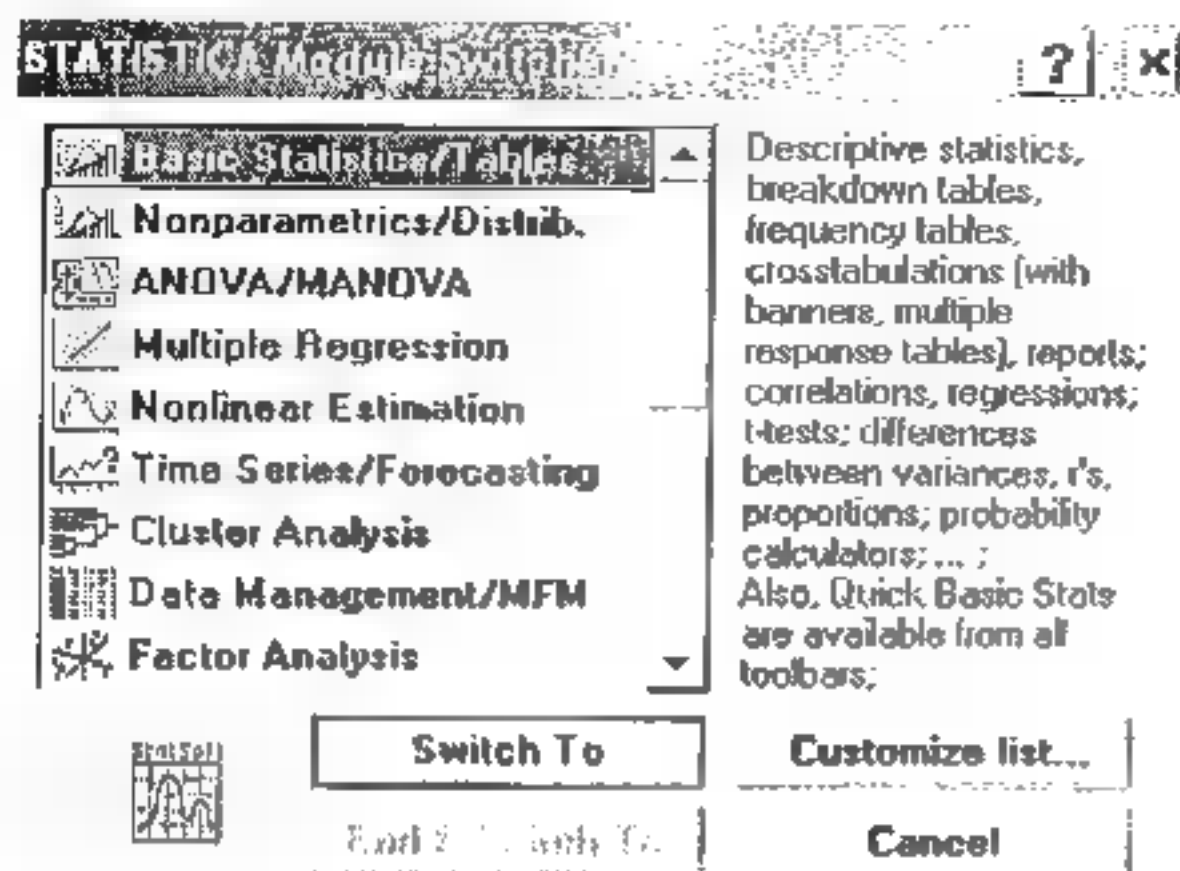 STATISTICA Module Switcher
?
×
Basic Statistics/Tables
Nonparametrics/Distrib.
ANOVA/MANOVA
Multiple Regression
Nonlinear Estimation
Time Series/Forecasting
Cluster Analysis
Data Management/MFM
Factor Analysis
Descriptive statistics,
breakdown tables,
frequency tables,
crosstabulations (with
banners, multiple
response tables), reports;
correlations, regressions;
t-tests; differences
between variances, r's,
proportions; probability
calculators; ... ;
Also, Quick Basic Stats
are available from all
toolbars;
StatSoft
Switch To
Customize list...
Cancel